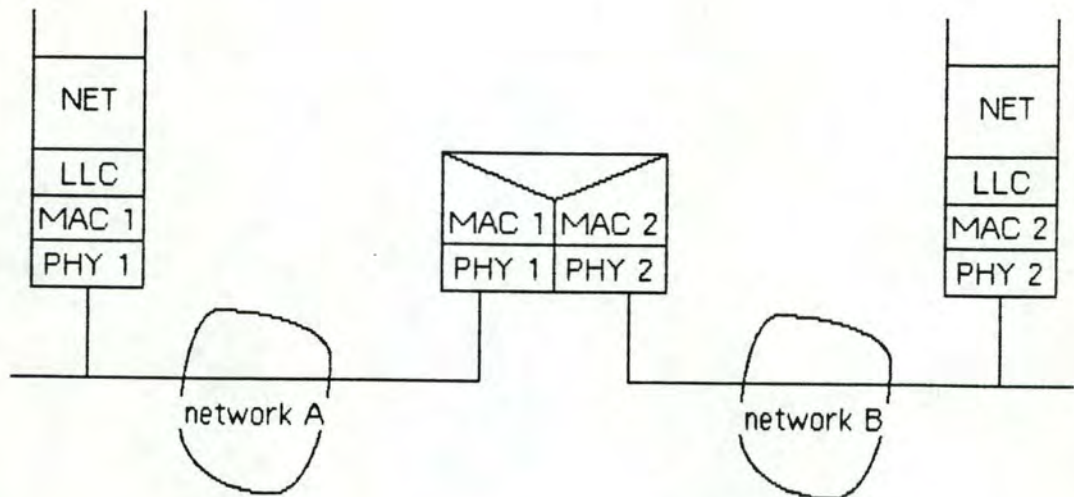 NET
LLC
MAC 1
PHY 1
MAC 1 MAC 2
PHY 1 PHY 2
NET
LLC
MAC 2
PHY 2
network A
network B